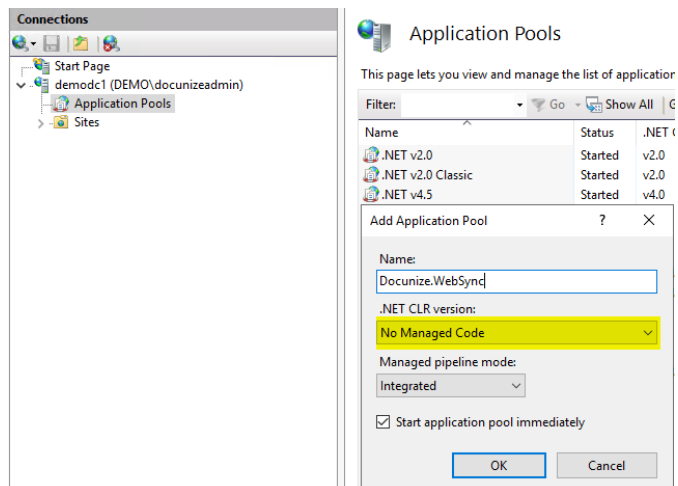 Connections
Start Page
demodc1 (DEMO\docunizeadmin)
Application Pools
Sites
Application Pools
This page lets you view and manage the list of application
Filter: Go Show All G
Name Status .NET
.NET v2.0 Started v2.0
.NET v2.0 Classic Started v2.0
.NET v4.5 Started v4.0
Add Application Pool ?
Name:
Docunize.WebSync
.NET CLR version:
No Managed Code
Managed pipeline mode:
Integrated
Start application pool immediately
OK Cancel